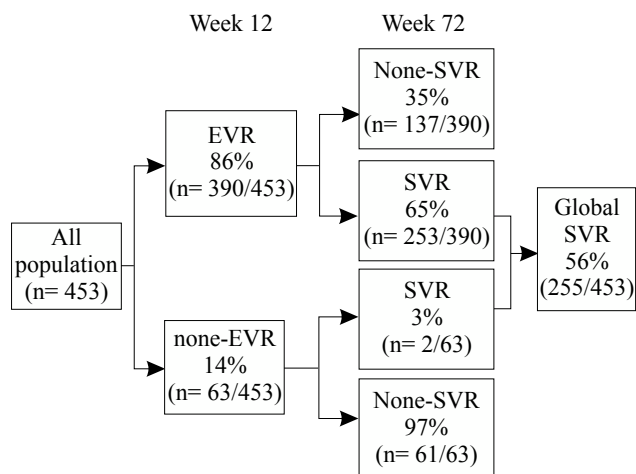 Week 12
Week 72
All
population
(n= 453)
EVR
86%
(n= 390/453)
none-EVR
14%
(n= 63/453)
None-SVR
35%
(n= 137/390)
SVR
65%
(n= 253/390)
SVR
3%
(n= 2/63)
None-SVR
97%
(n= 61/63)
Global
SVR
56%
(255/453)